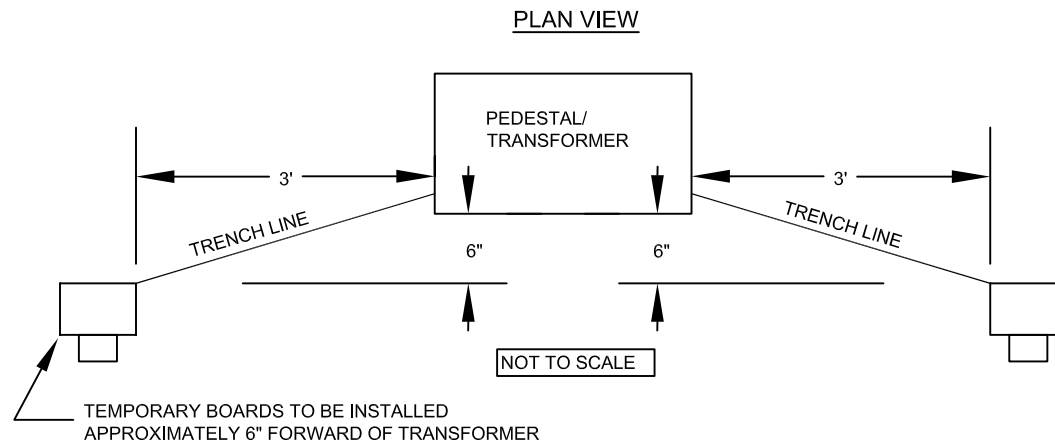 PLAN VIEW
PEDESTAL/
TRANSFORMER
3'
3'
TRENCH LINE
TRENCH LINE
6"
6"
NOT TO SCALE
TEMPORARY BOARDS TO BE INSTALLED
APPROXIMATELY 6" FORWARD OF TRANSFORMER